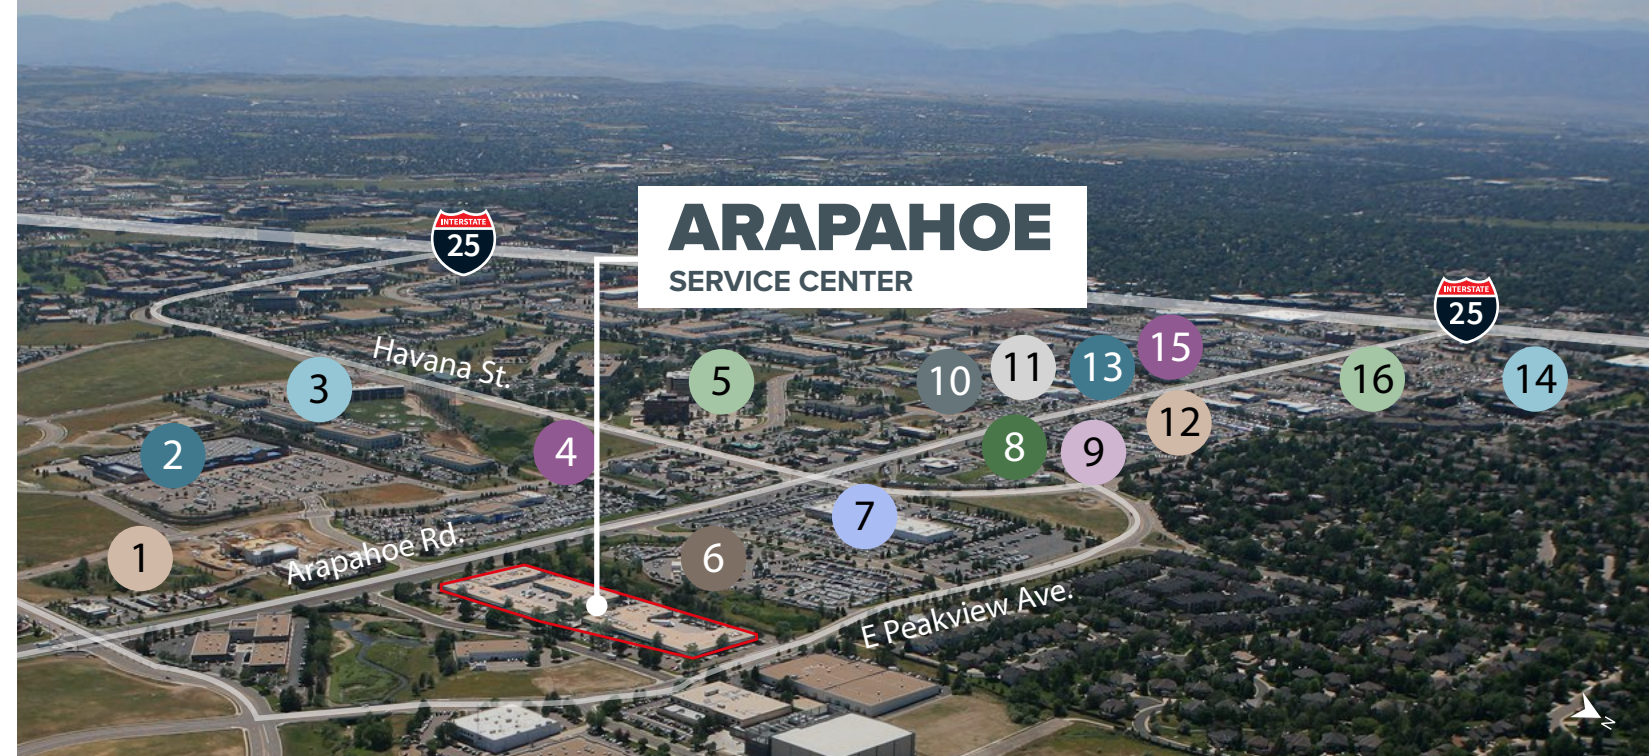 ARAPAHOE
SERVICE CENTER
INTERSTATE
25
INTERSTATE
25
Havana St.
15
11
13
10
5
16
14
3
12
8
9
4
2
7
Arapahoe Rd.
1
6
E Peakview Ave.
N